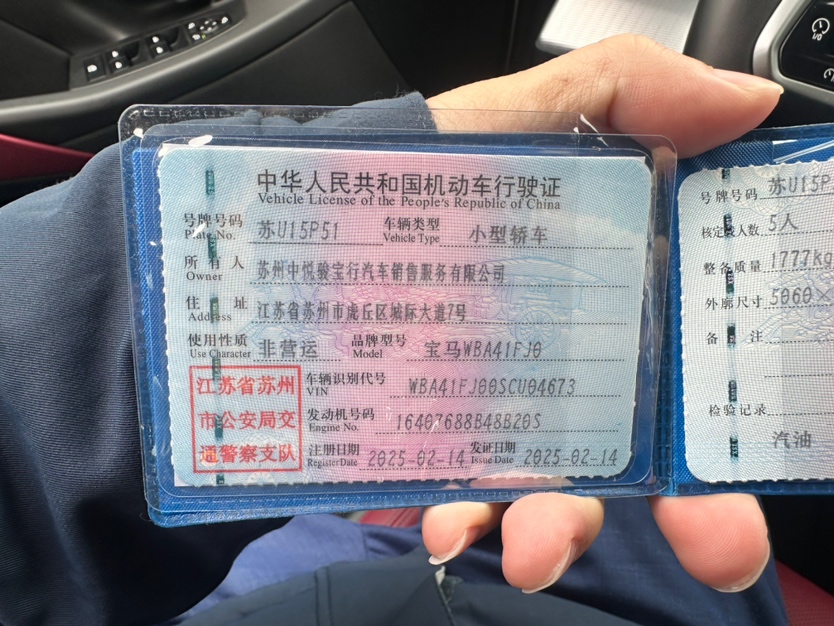 中华人民共和国机动车行驶证
Vehicle License of the People's Republic of China
号牌号码 苏U15P51 车辆类型 小型轿车
Plate No. Vehicle Type
所有人 苏州中悦骏宝行汽车销售服务有限公司
Owner
住址 江苏省苏州市虎丘区城际大道7号
Address
使用性质 非营运 品牌型号 宝马WBA41FJ0
Use Character Model
江苏省苏州
市公安局交
通警察支队
车辆识别代号 WBA41FJ00SCU04673
VIN
发动机号码 16407688B48B20S
Engine No.
注册日期 2025-02-14 发证日期 2025-02-14
Register Date Issue Date
号牌号码 苏U15P
核定载人数 5人
整备质量 1777kg
外廓尺寸 5060×
备注
检验记录
汽油